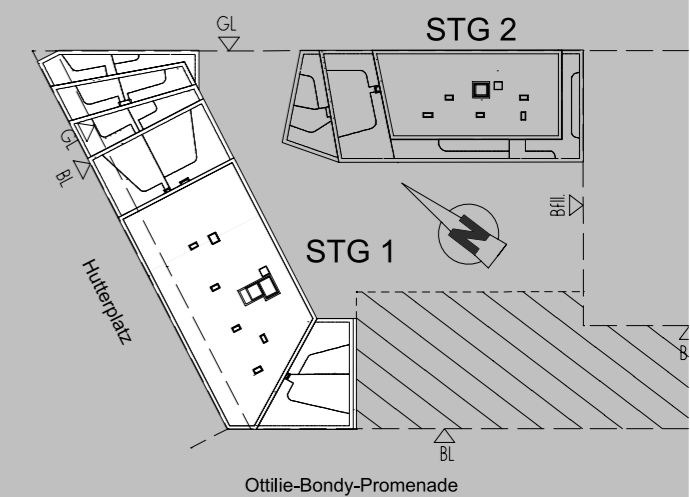 GL
STG 2
GL
BL
Bfl.
STG 1
N
Hutterplatz
B
BL
Ottilie-Bondy-Promenade